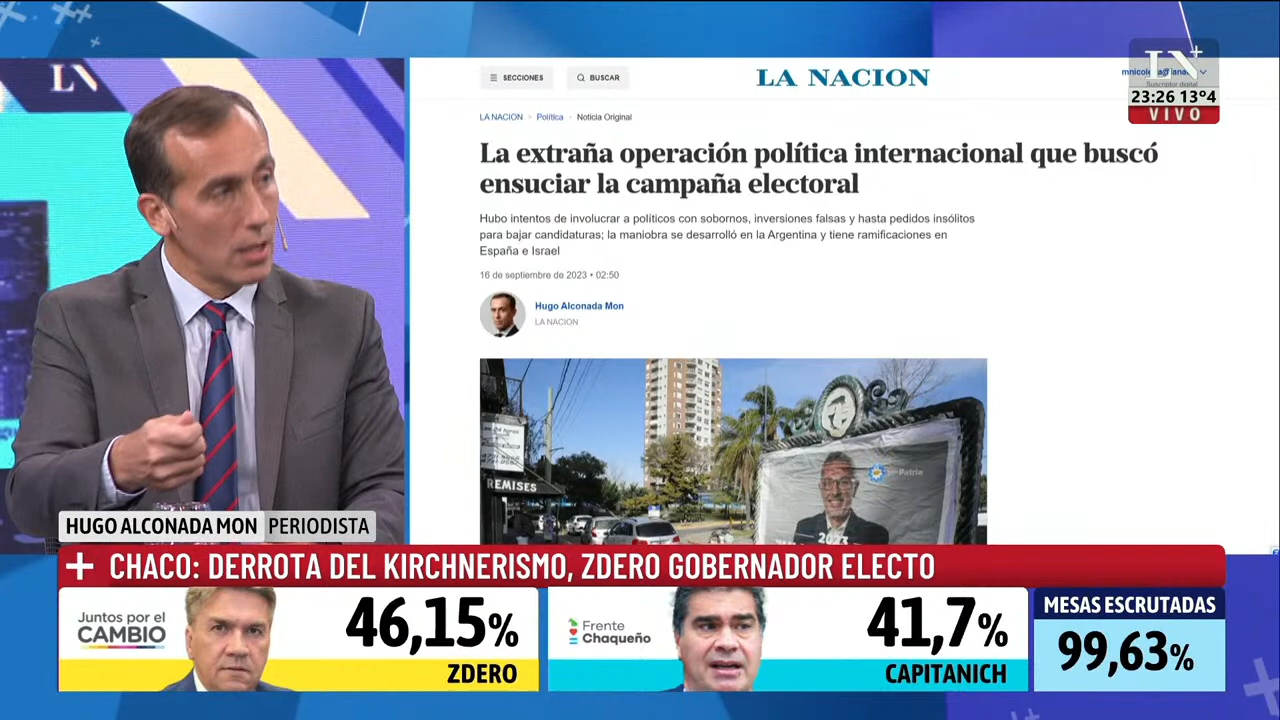 LN
SECCIONES
BUSCAR
LA NACION
LN+
23:26 13°4
VIVO
LA NACION > Política · Noticia Original
La extraña operación política internacional que buscó
ensuciar la campaña electoral
Hubo intentos de involucrar a políticos con sobornos, inversiones falsas y hasta pedidos insólitos
para bajar candidaturas; la maniobra se desarrolló en la Argentina y tiene ramificaciones en
España e Israel
16 de septiembre de 2023 • 02:50
Hugo Alconada Mon
LA NACION
REMISES
HUGO ALCONADA MON PERIODISTA
+ CHACO: DERROTA DEL KIRCHNERISMO, ZDERO GOBERNADOR ELECTO
Juntos por el
CAMBIO
46,15%
ZDERO
Frente
Chaqueño
41,7%
CAPITANICH
MESAS ESCRUTADAS
99,63%